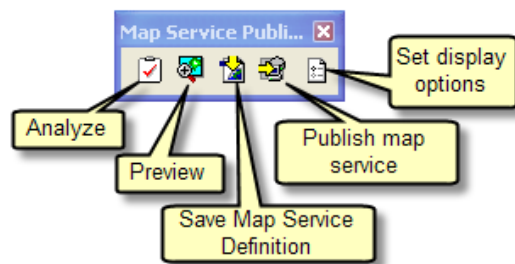 Map Service Publi...
Set display
options
Analyze
Publish map
service
Preview
Save Map Service
Definition